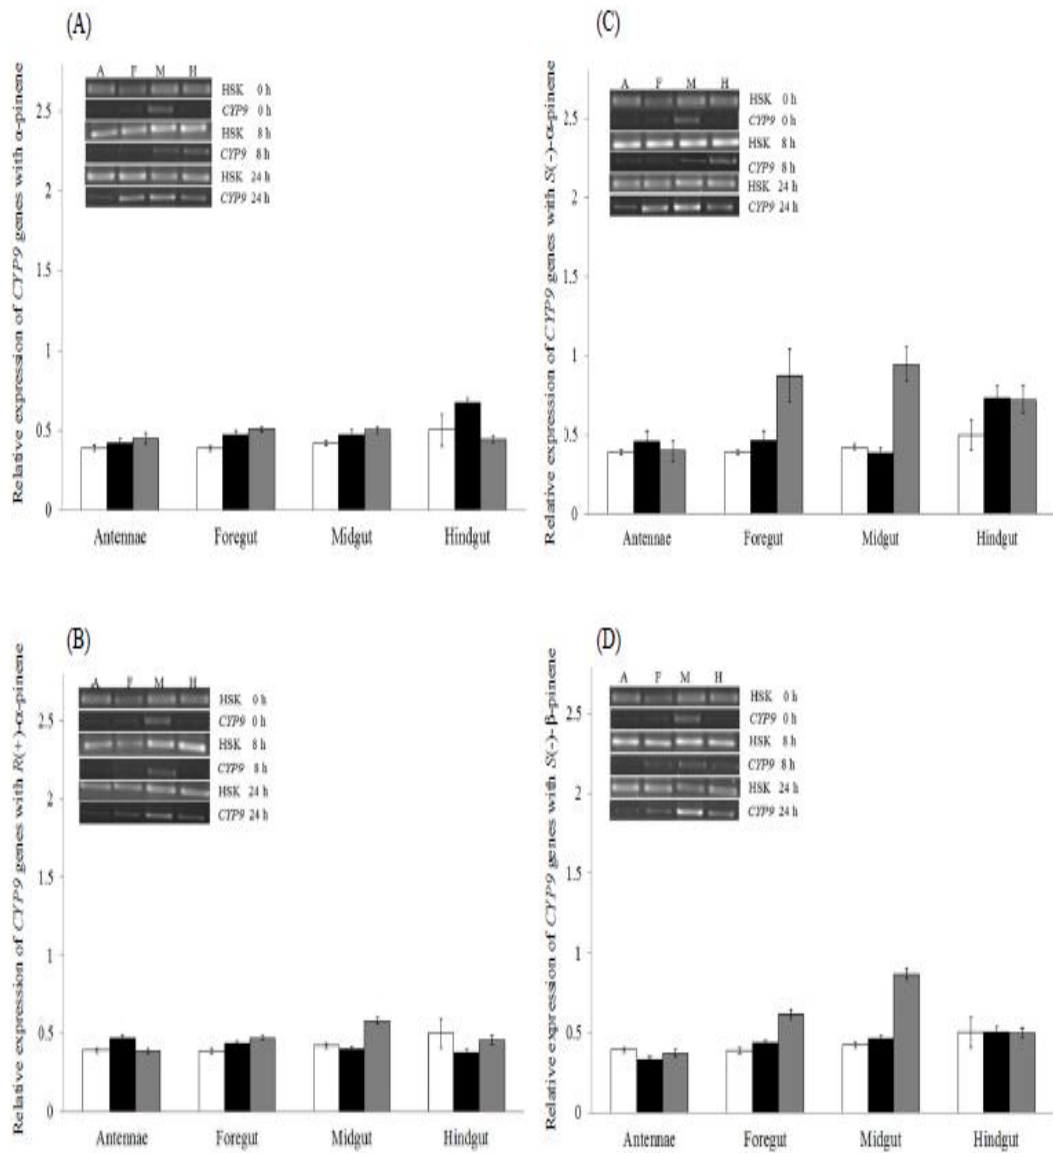 (A)
Relative expression of CYP9 genes with α-pinene
A F M H
HSK 0 h
CYP9 0 h
HSK 8 h
CYP9 8 h
HSK 24 h
CYP9 24 h
2.5
2
1.5
1
0.5
0
Antennae Foregut Midgut Hindgut
(C)
Relative expression of CYP9 genes with S(-)-α-pinene
A F M H
HSK 0 h
CYP9 0 h
HSK 8 h
CYP9 8 h
HSK 24 h
CYP9 24 h
2.5
2
1.5
1
0.5
0
Antennae Foregut Midgut Hindgut
(B)
Relative expression of CYP9 genes with R(+)-α-pinene
A F M H
HSK 0 h
CYP9 0 h
HSK 8 h
CYP9 8 h
HSK 24 h
CYP9 24 h
2.5
2
1.5
1
0.5
0
Antennae Foregut Midgut Hindgut
(D)
Relative expression of CYP9 genes with S(-)-β-pinene
A F M H
HSK 0 h
CYP9 0 h
HSK 8 h
CYP9 8 h
HSK 24 h
CYP9 24 h
2.5
2
1.5
1
0.5
0
Antennae Foregut Midgut Hindgut